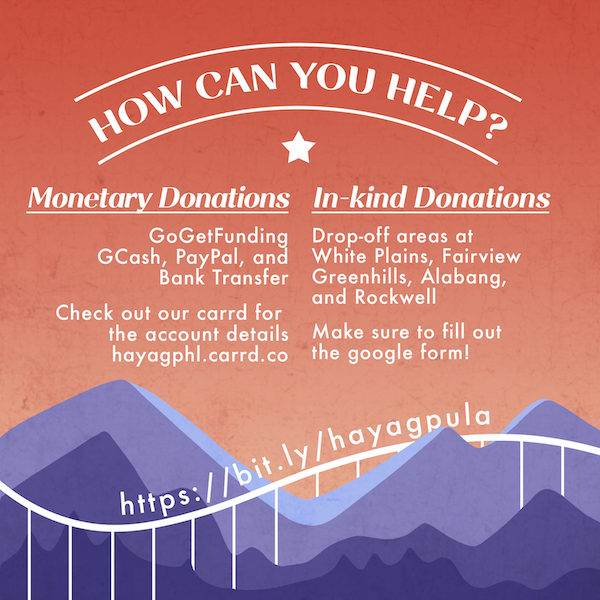 HOW CAN YOU HELP?
Monetary Donations
GoGetFunding
GCash, PayPal, and
Bank Transfer
Check out our carrd for
the account details
hayagphl.carrd.co
In-kind Donations
Drop-off areas at
White Plains, Fairview
Greenhills, Alabang,
and Rockwell
Make sure to fill out
the google form!
https://bit.ly/hayagpula